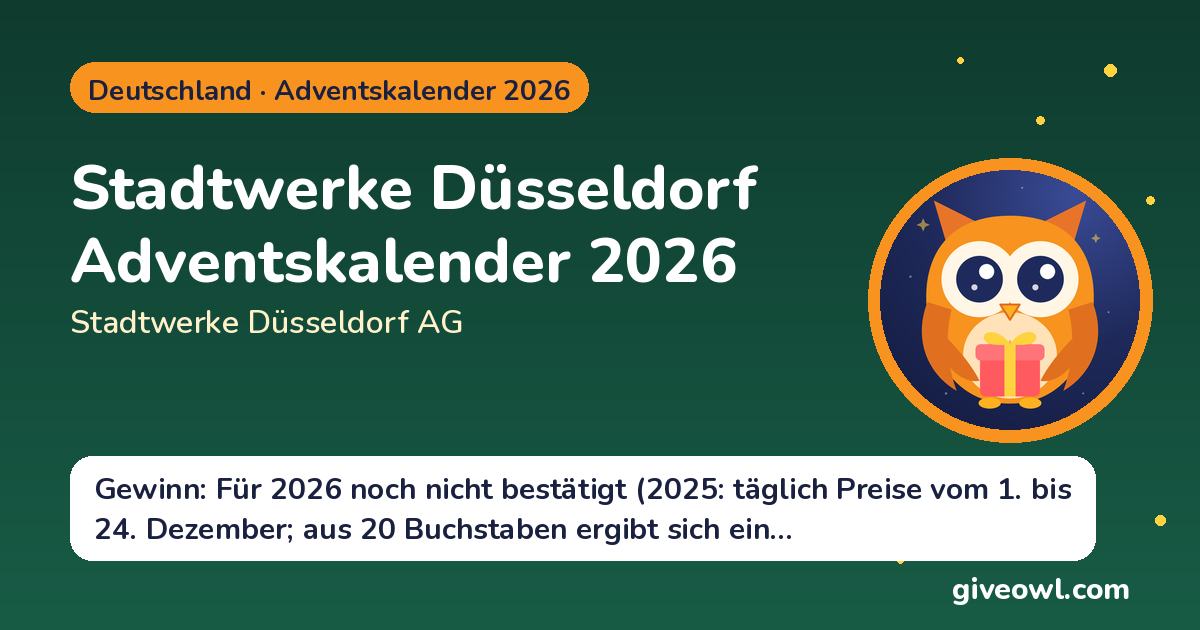 Deutschland · Adventskalender 2026
Stadtwerke Düsseldorf
Adventskalender 2026
Stadtwerke Düsseldorf AG
Gewinn: Für 2026 noch nicht bestätigt (2025: täglich Preise vom 1. bis
24. Dezember; aus 20 Buchstaben ergibt sich ein...
giveowl.com